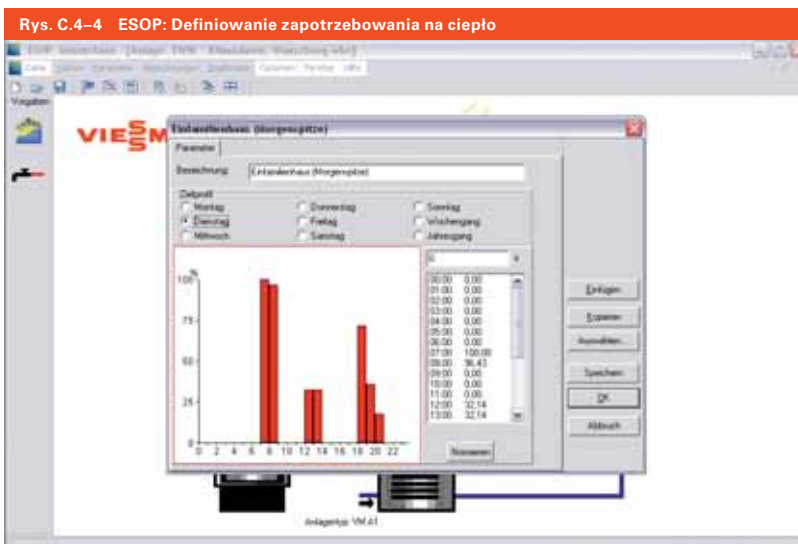 Rys. C.4–4 ESOP: Definiowanie zapotrzebowania na ciepło
Vorgaben
VIESSM
Einfamilienhaus (Morgenspitze)
Parameter
Bezeichnung: Einfamilienhaus (Morgenspitze)
Zeitprofil
Montag Donnerstag Sonntag
Dienstag Freitag Wochengang
Mittwoch Samstag Jahresgang
0
%
100
75
50
25
0 2 4 6 8 10 12 14 16 18 20 22
00:00 0,00
01:00 0,00
02:00 0,00
03:00 0,00
04:00 0,00
05:00 0,00
06:00 0,00
07:00 100,00
08:00 96,43
09:00 0,00
10:00 0,00
11:00 0,00
12:00 32,14
13:00 32,14
Normieren
Einfügen
Kopieren
Auswählen...
Speichern
OK
Abbruch
Anlagentyp: VM A1